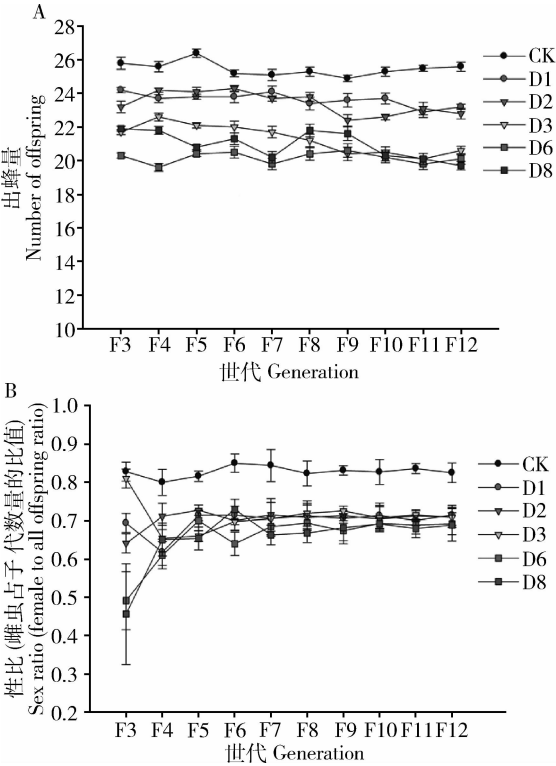 A
28
26
24
22
20
18
16
14
12
10
出蜂量
Number of offspring
CK
D1
D2
D3
D6
D8
F3 F4 F5 F6 F7 F8 F9 F10 F11 F12
世代 Generation
B
1.0
0.9
0.8
0.7
0.6
0.5
0.4
0.3
0.2
性比 (雌虫占子 代数量的比值)
Sex ratio (female to all offspring ratio)
CK
D1
D2
D3
D6
D8
F3 F4 F5 F6 F7 F8 F9 F10 F11 F12
世代 Generation